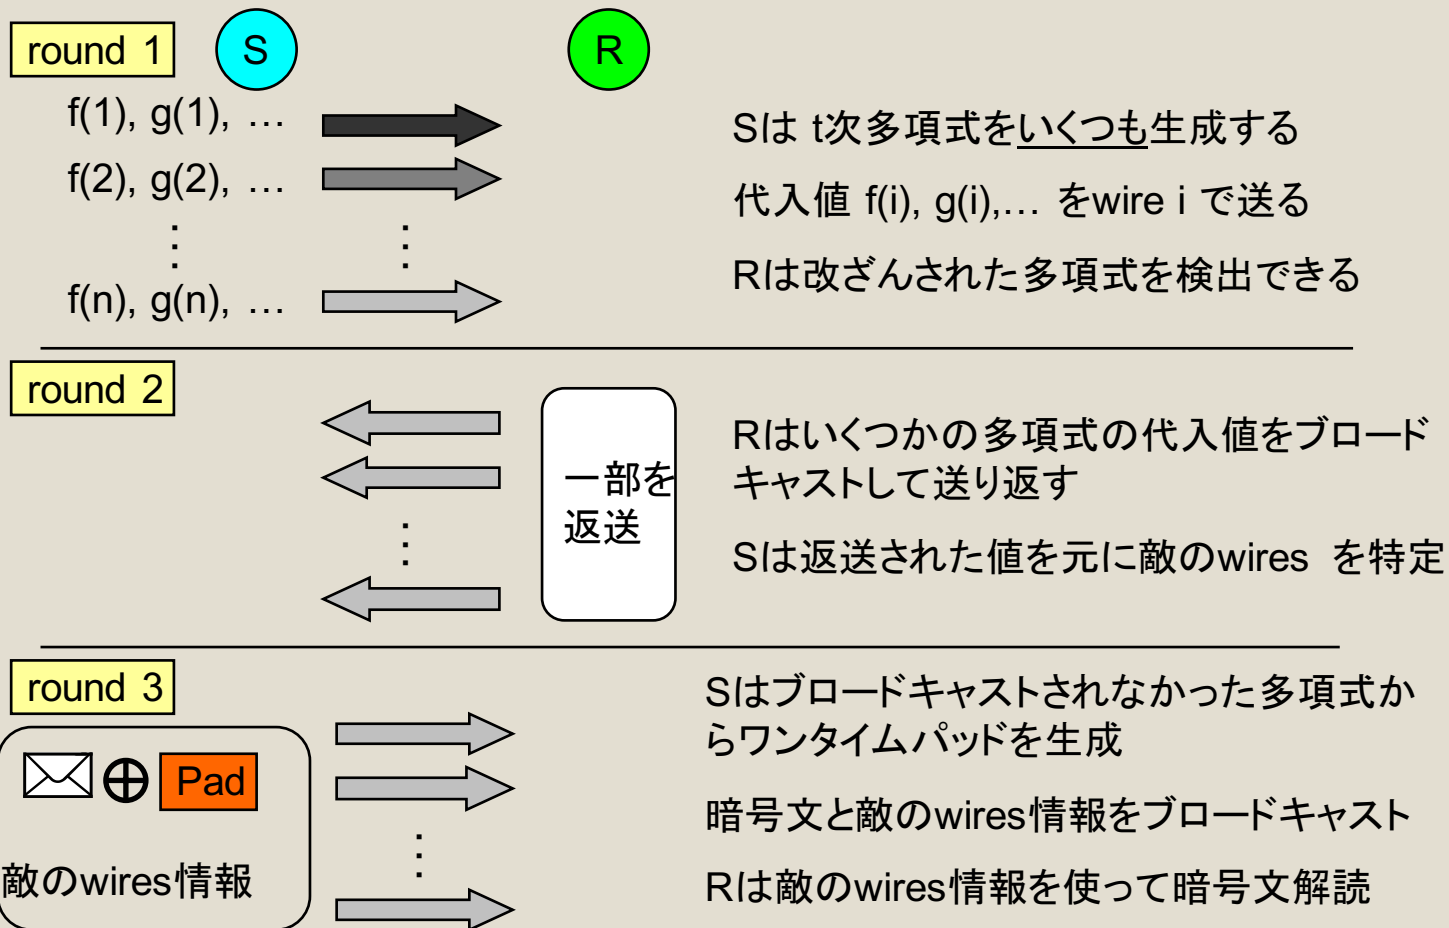 round 1
S
R
f(1), g(1), …
f(2), g(2), …
⋮
⋮
f(n), g(n), …
Sは t次多項式をいくつも生成する
代入値 f(i), g(i),… をwire i で送る
Rは改ざんされた多項式を検出できる
round 2
⋮
一部を
返送
Rはいくつかの多項式の代入値をブロード
キャストして送り返す
Sは返送された値を元に敵のwires を特定
round 3
⊕
Pad
敵のwires情報
⋮
Sはブロードキャストされなかった多項式か
らワンタイムパッドを生成
暗号文と敵のwires情報をブロードキャスト
Rは敵のwires情報を使って暗号文解読